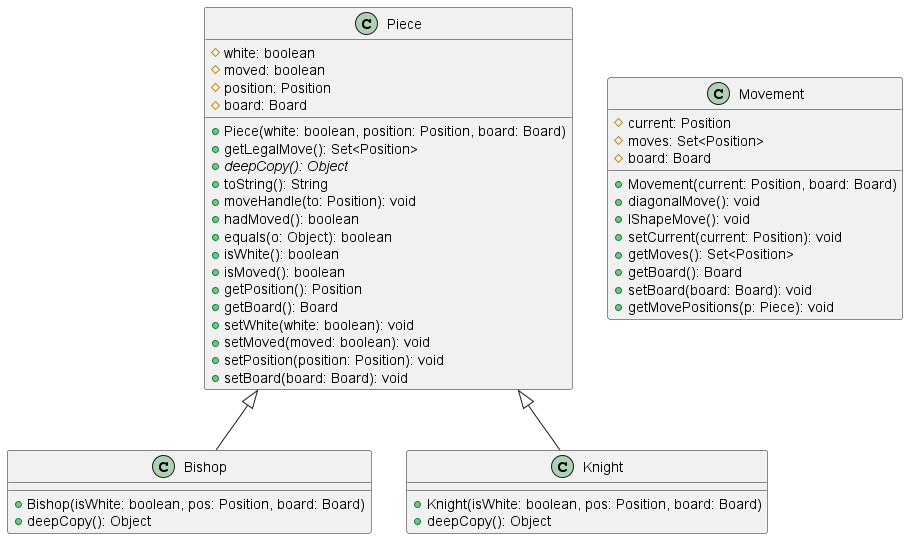 C Piece
white: boolean
moved: boolean
position: Position
board: Board
Piece(white: boolean, position: Position, board: Board)
getLegalMove(): Set<Position>
deepCopy(): Object
toString(): String
moveHandle(to: Position): void
hadMoved(): boolean
equals(o: Object): boolean
isWhite(): boolean
isMoved(): boolean
getPosition(): Position
getBoard(): Board
setWhite(white: boolean): void
setMoved(moved: boolean): void
setPosition(position: Position): void
setBoard(board: Board): void
C Movement
current: Position
moves: Set<Position>
board: Board
Movement(current: Position, board: Board)
diagonalMove(): void
lShapeMove(): void
setCurrent(current: Position): void
getMoves(): Set<Position>
getBoard(): Board
setBoard(board: Board): void
getMovePositions(p: Piece): void
C Bishop
Bishop(isWhite: boolean, pos: Position, board: Board)
deepCopy(): Object
C Knight
Knight(isWhite: boolean, pos: Position, board: Board)
deepCopy(): Object